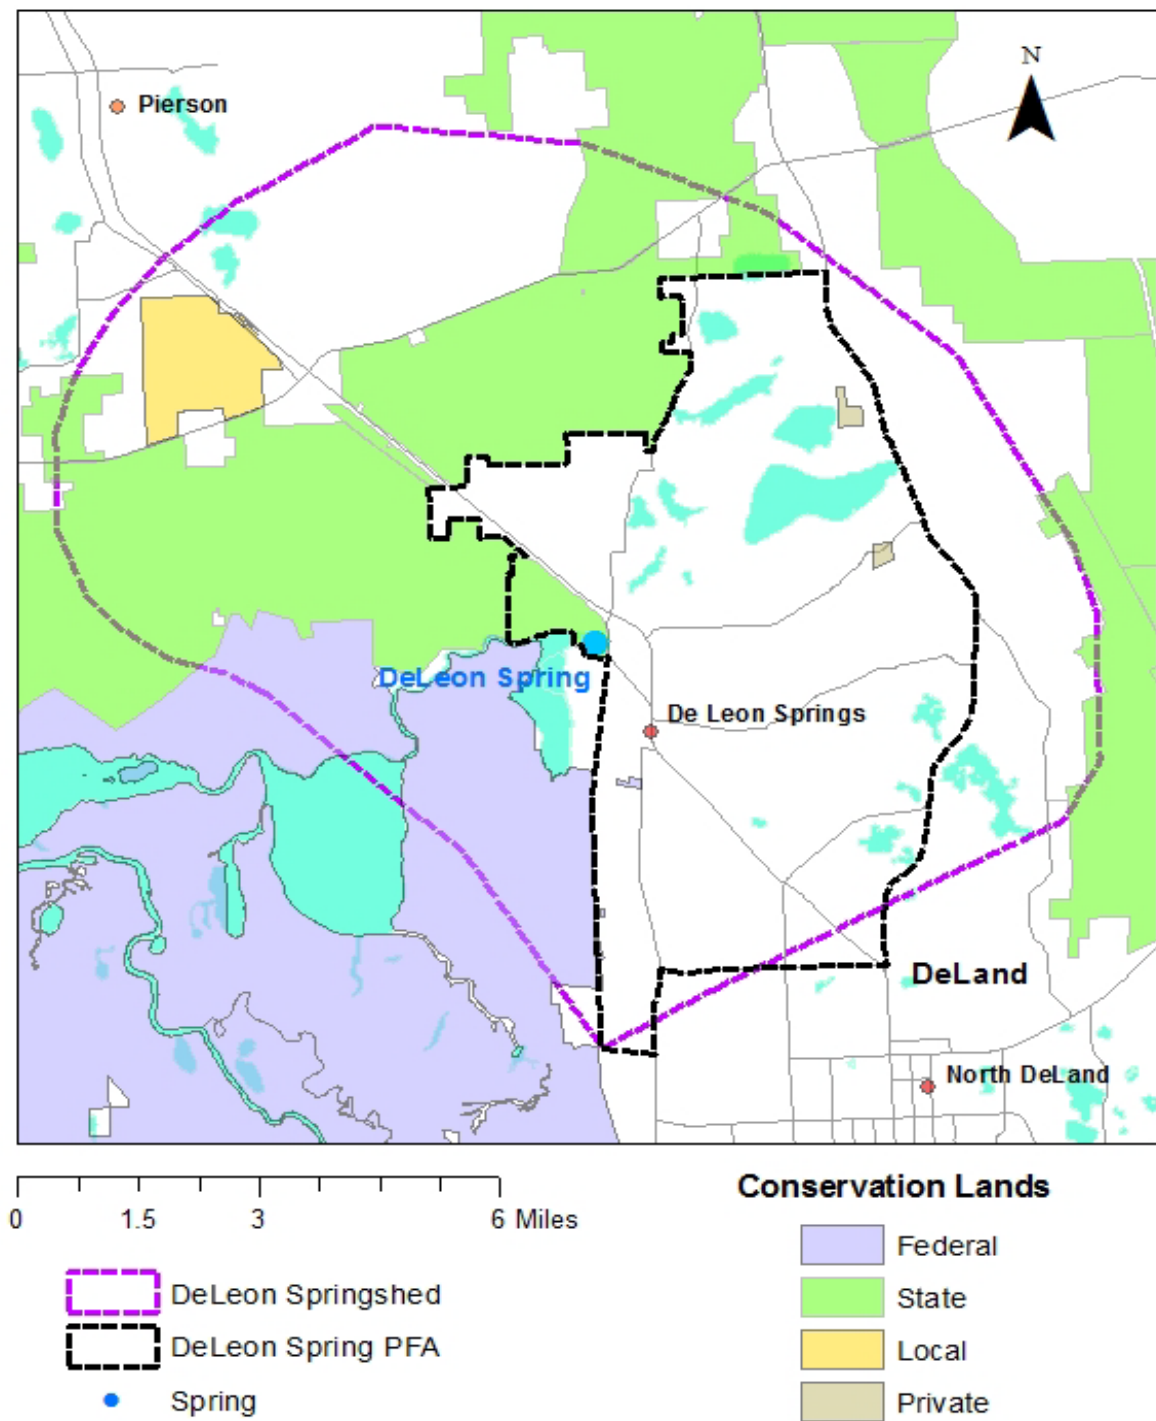 N
Pierson
DeLeon Spring
De Leon Springs
DeLand
North DeLand
0 1.5 3 6 Miles
DeLeon Springshed
DeLeon Spring PFA
Spring
Conservation Lands
Federal
State
Local
Private